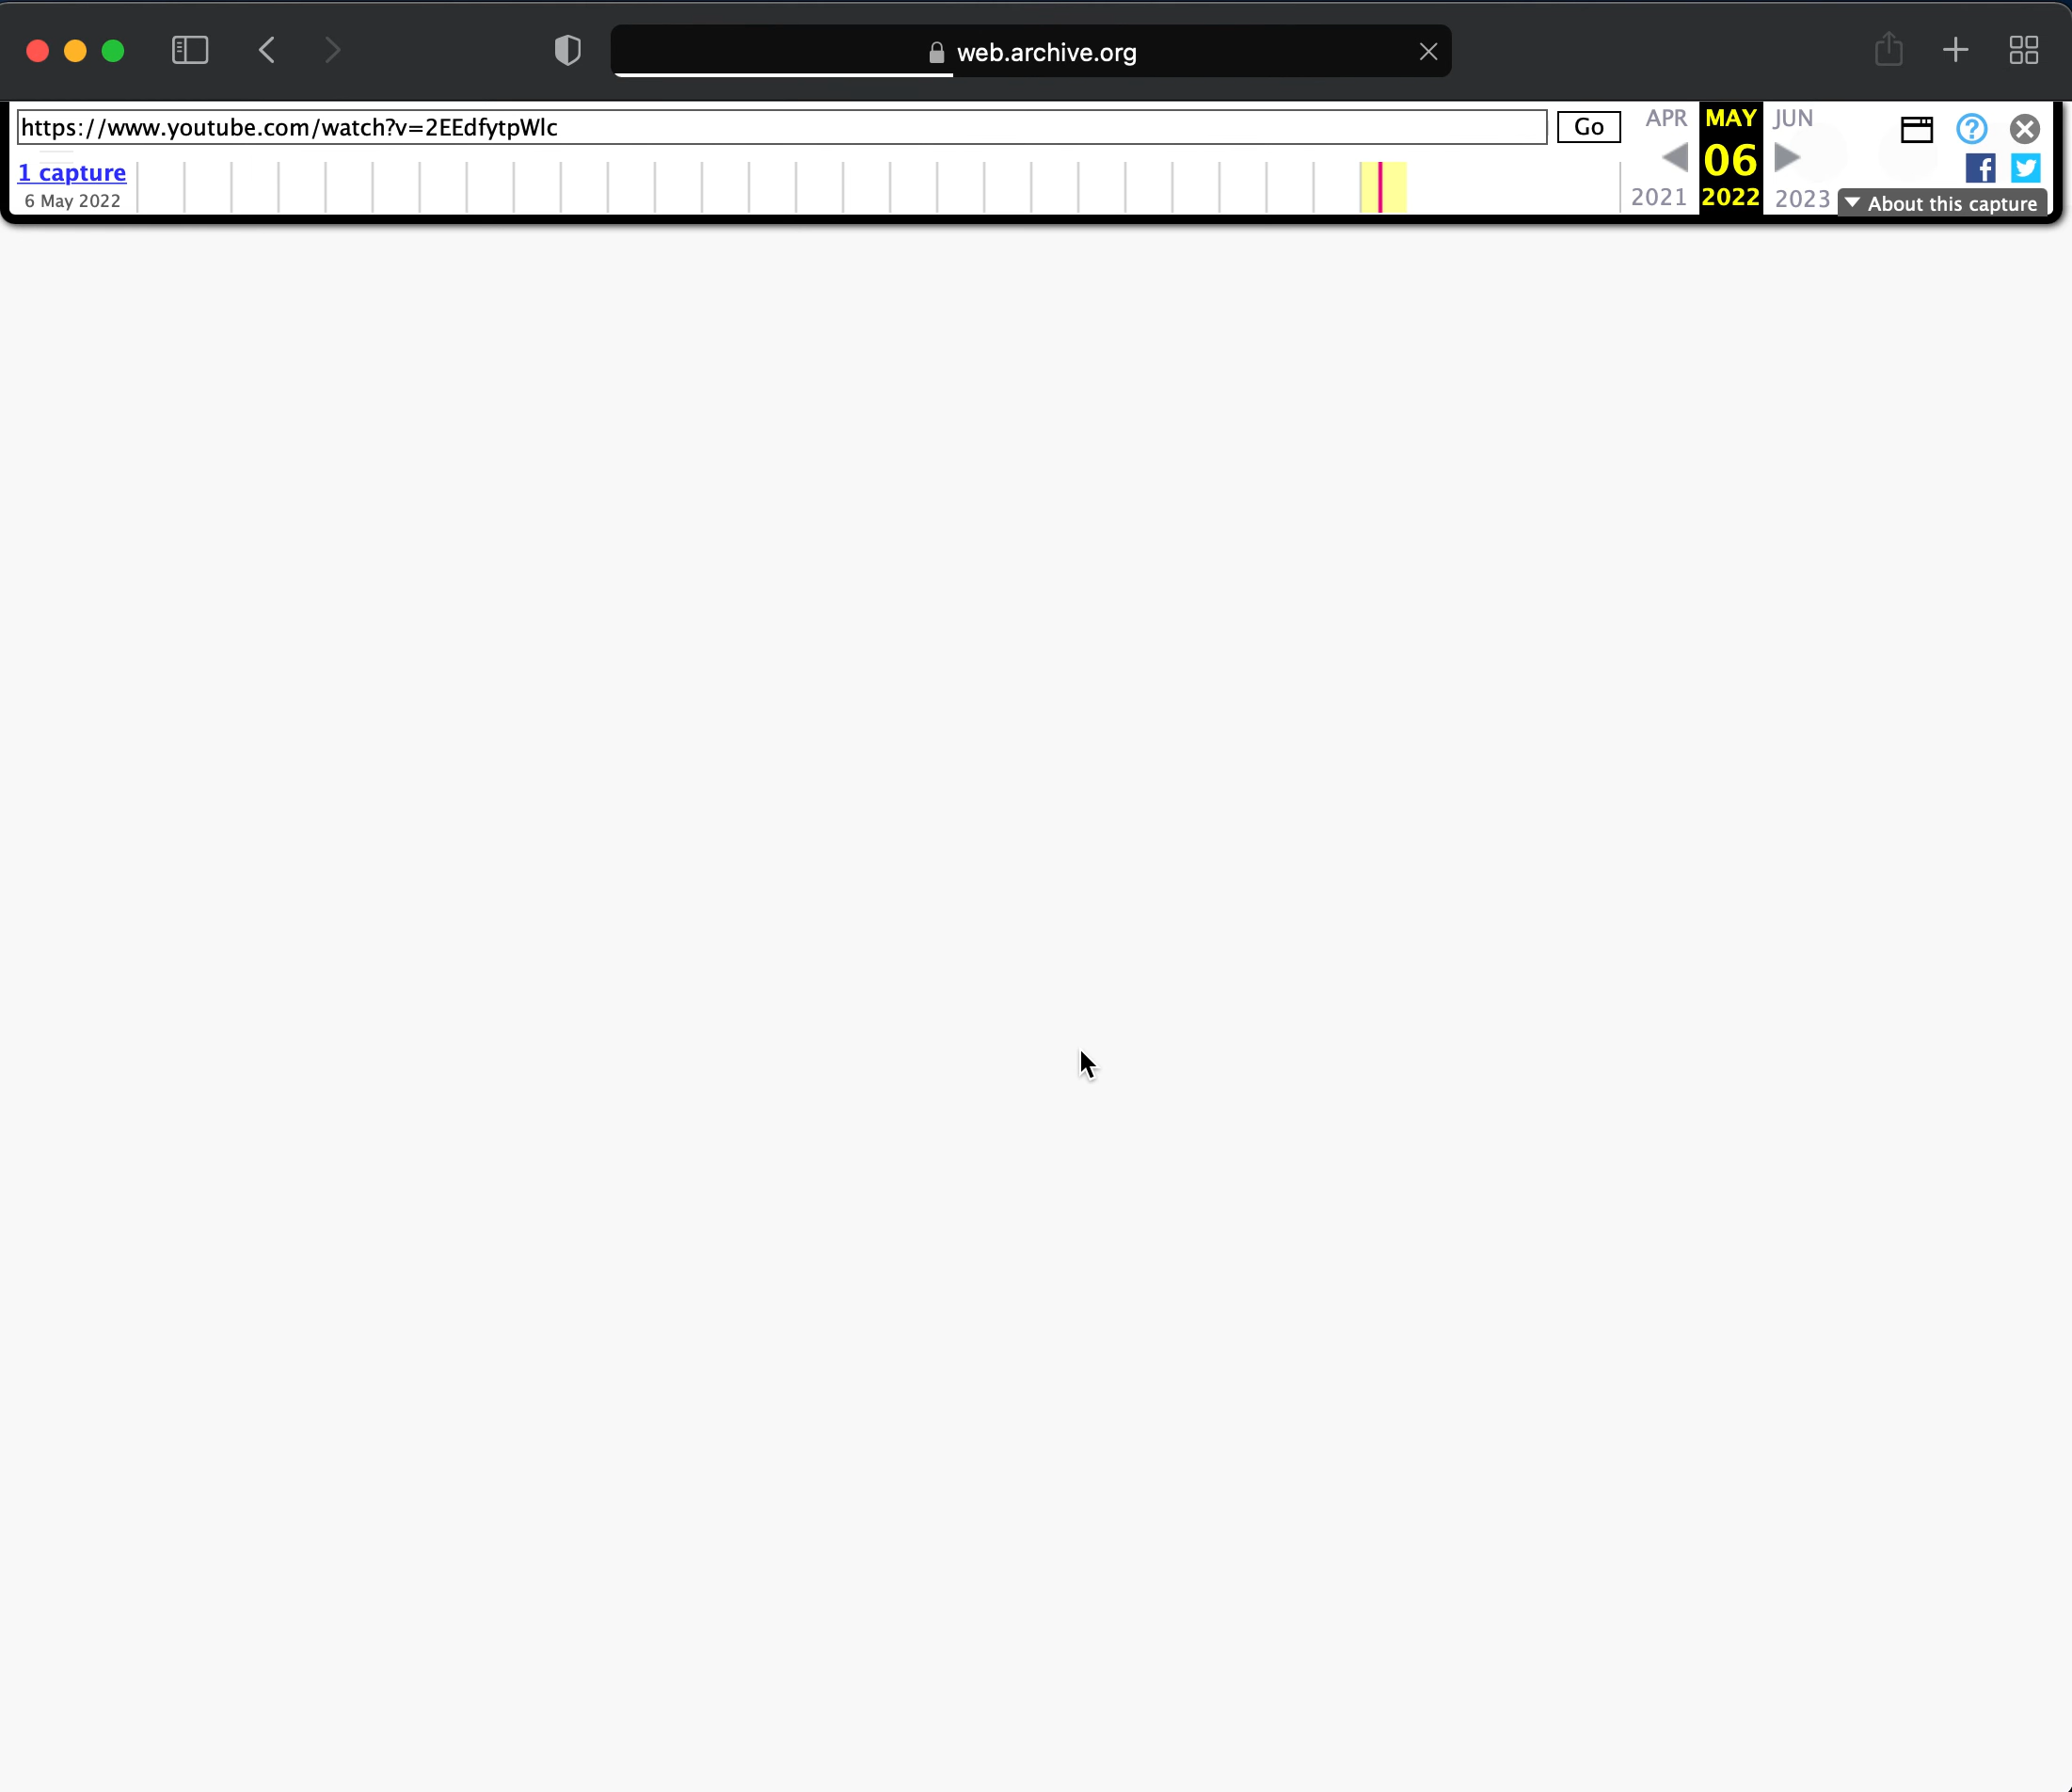 web.archive.org
https://www.youtube.com/watch?v=2EEdfytpWlc
Go
APR MAY JUN
06
2021 2022 2023
1 capture
6 May 2022
About this capture